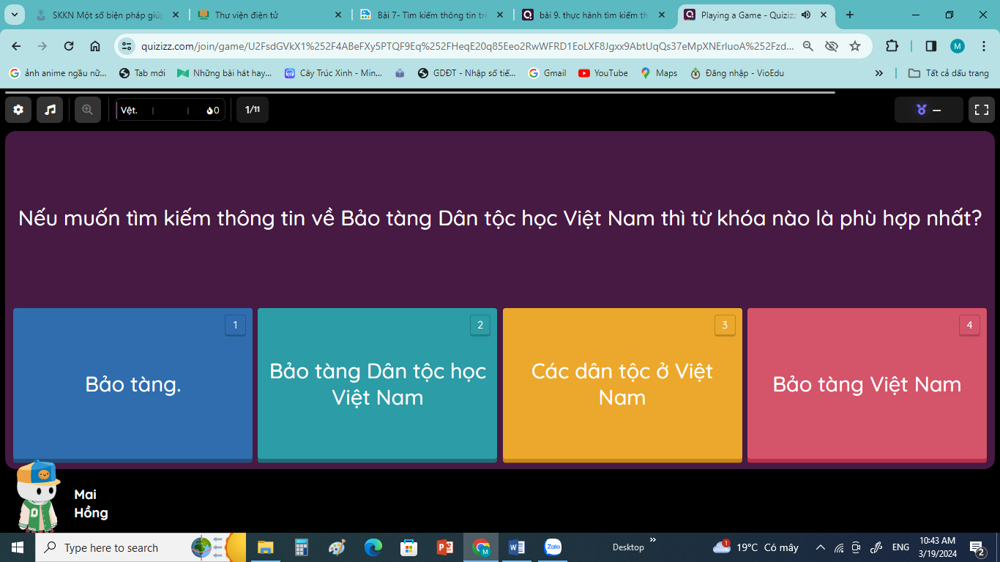 SKKN Một số biện pháp giúp
Thư viện điện tử
Bài 7- Tìm kiếm thông tin trê
bài 9. thực hành tìm kiếm th
Playing a Game - Quizizz
quizizz.com/join/game/U2FsdGVkX1%252F4ABeFXy5PTQF9Eq%252FHeqE20q85Eeo2RwWFRD1EoLXF8Jgxx9AbtUqQs37eMpXNErluoA%252Fzd...
M
ảnh anime ngầu nữ...
Tab mới
Những bài hát hay...
Cây Trúc Xinh - Min...
GDĐT - Nhập số tiế...
Gmail
YouTube
Maps
Đăng nhập - VioEdu
»
Tất cả dấu trang
Vệt.
0
1/11
–
Nếu muốn tìm kiếm thông tin về Bảo tàng Dân tộc học Việt Nam thì từ khóa nào là phù hợp nhất?
1
Bảo tàng.
2
Bảo tàng Dân tộc học
Việt Nam
3
Các dân tộc ở Việt
Nam
4
Bảo tàng Việt Nam
Mai
Hồng
Type here to search
Zalo
Desktop
»
1
19°C Có mây
ENG
10:43 AM
3/19/2024
2